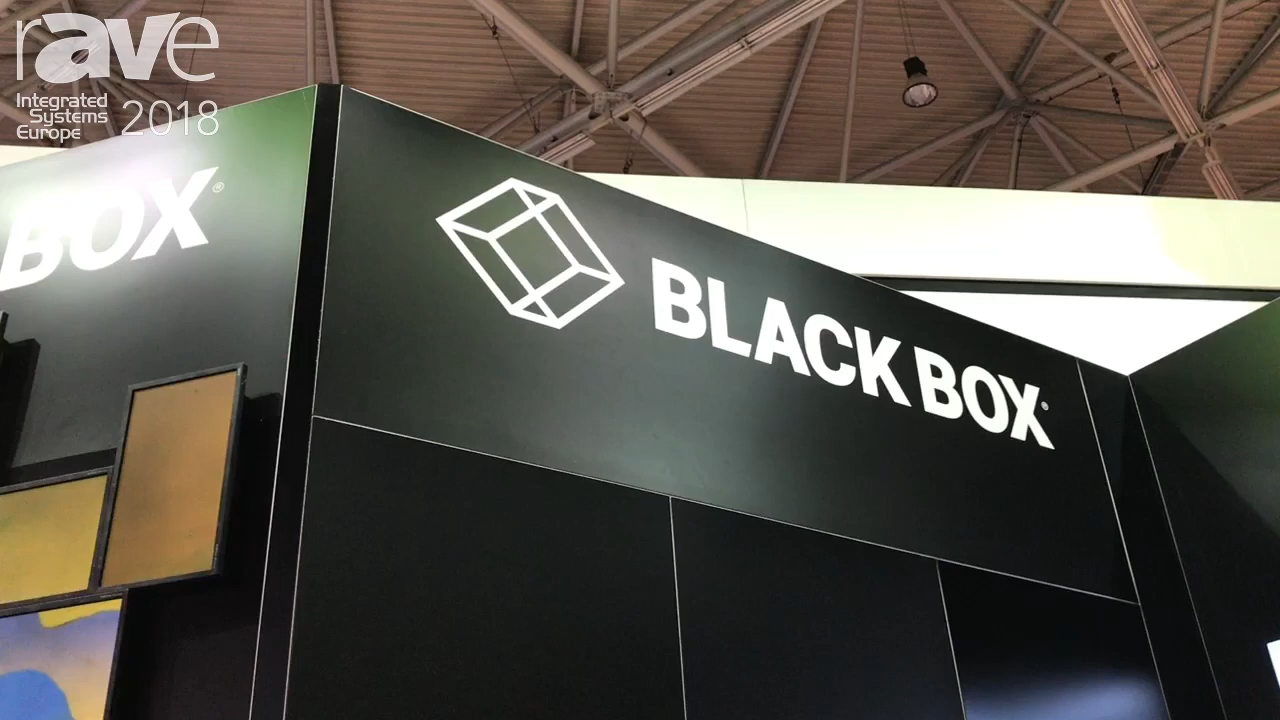 rAVe
Integrated
Systems
Europe 2018
BOX®
BLACK BOX®